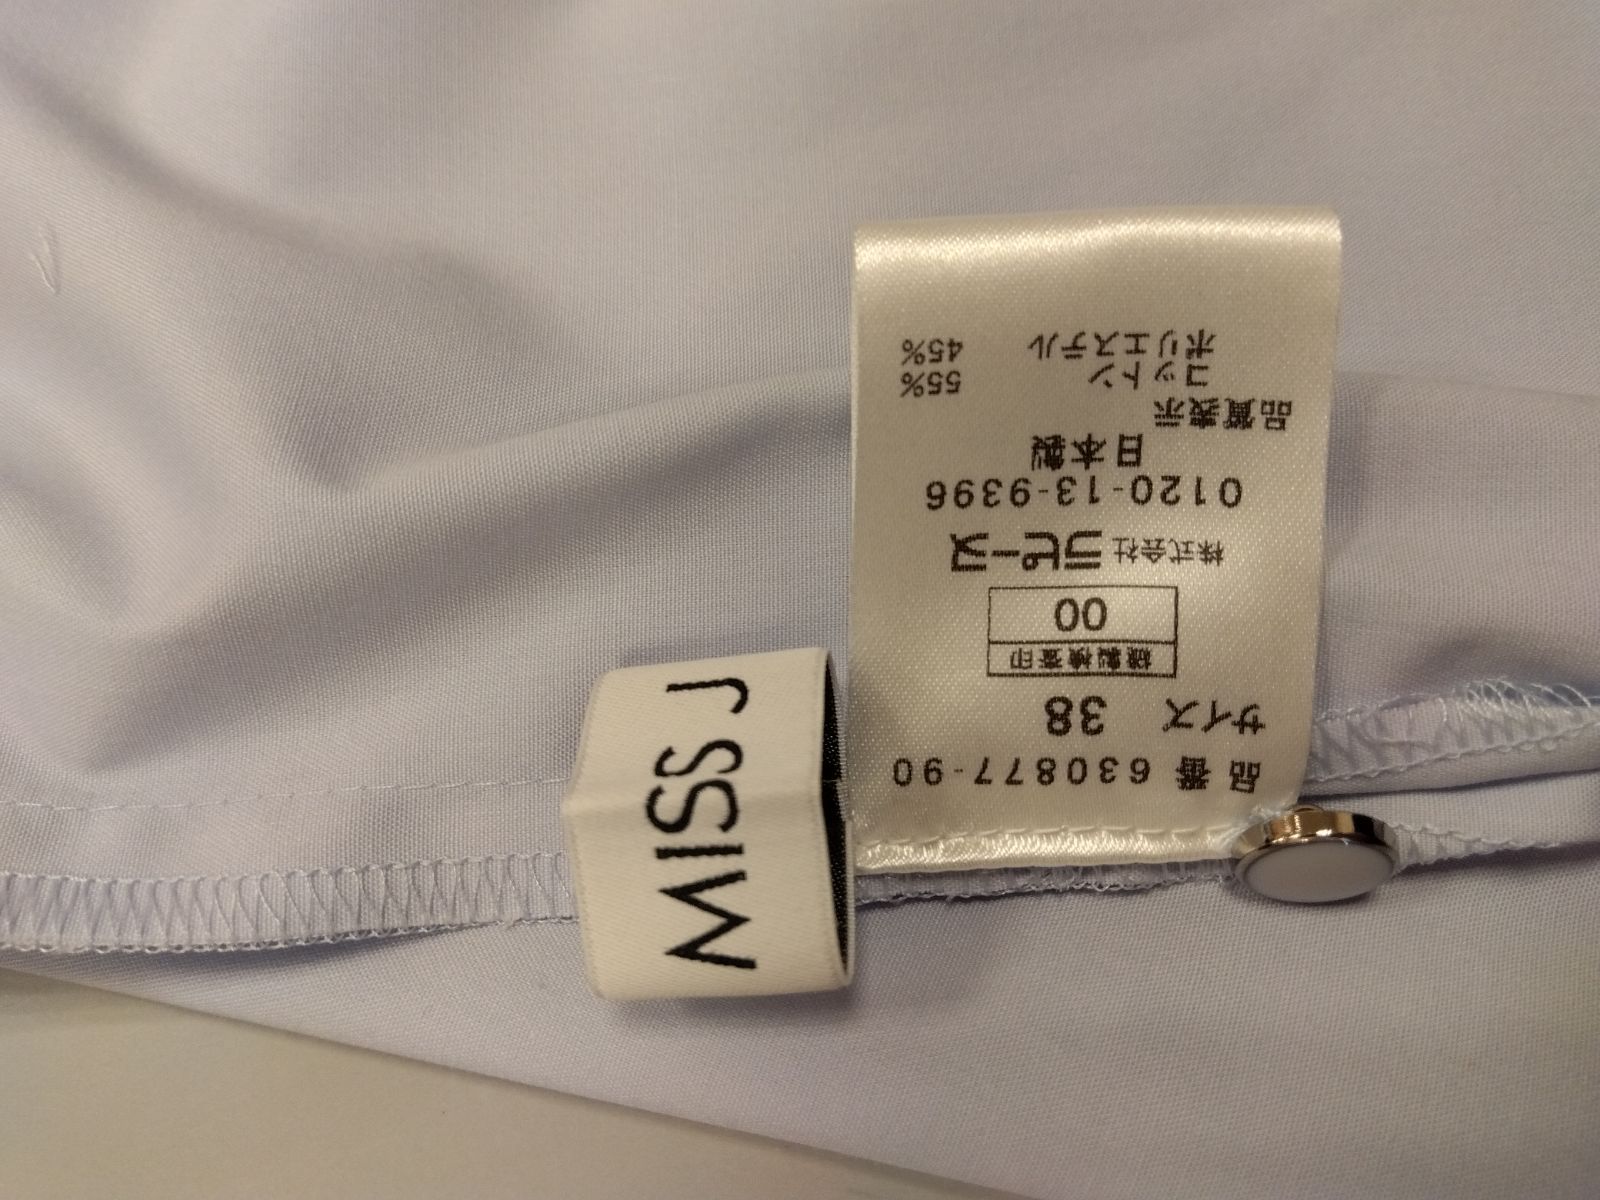 品番 630877-90
サイズ 38
縫製検査印
00
株式会社ラピーヌ
0120-13-9396
日本製
品質表示
コットン 55%
ポリエステル 45%
MISS J